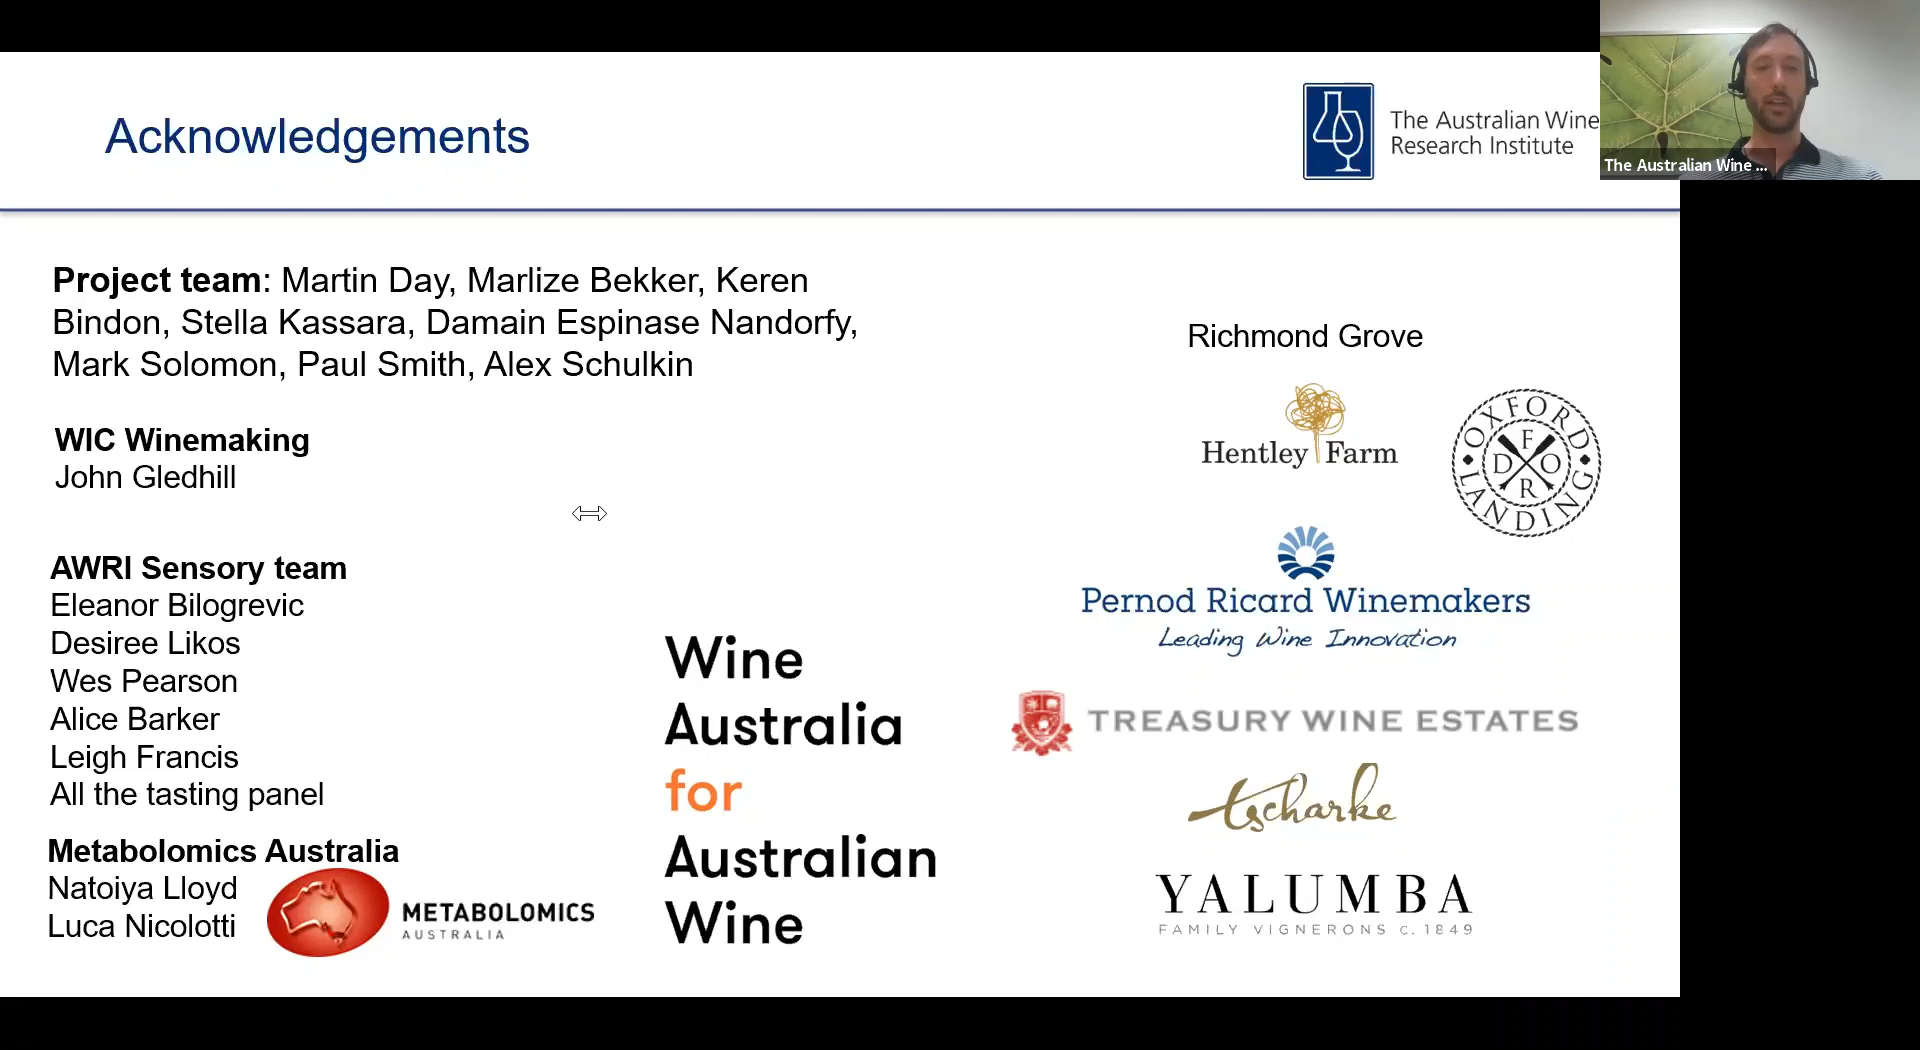 Acknowledgements
The Australian Wine
Research Institute
The Australian Wine ...
Project team: Martin Day, Marlize Bekker, Keren
Bindon, Stella Kassara, Damain Espinase Nandorfy,
Mark Solomon, Paul Smith, Alex Schulkin
WIC Winemaking
John Gledhill
AWRI Sensory team
Eleanor Bilogrevic
Desiree Likos
Wes Pearson
Alice Barker
Leigh Francis
All the tasting panel
Metabolomics Australia
Natoiya Lloyd
Luca Nicolotti
METABOLOMICS
AUSTRALIA
Wine
Australia
for
Australian
Wine
Richmond Grove
Hentley Farm
OXFORD
LANDING
F
D O
R
Pernod Ricard Winemakers
Leading Wine Innovation
TREASURY WINE ESTATES
tscharke
YALUMBA
FAMILY VIGNERONS c. 1849